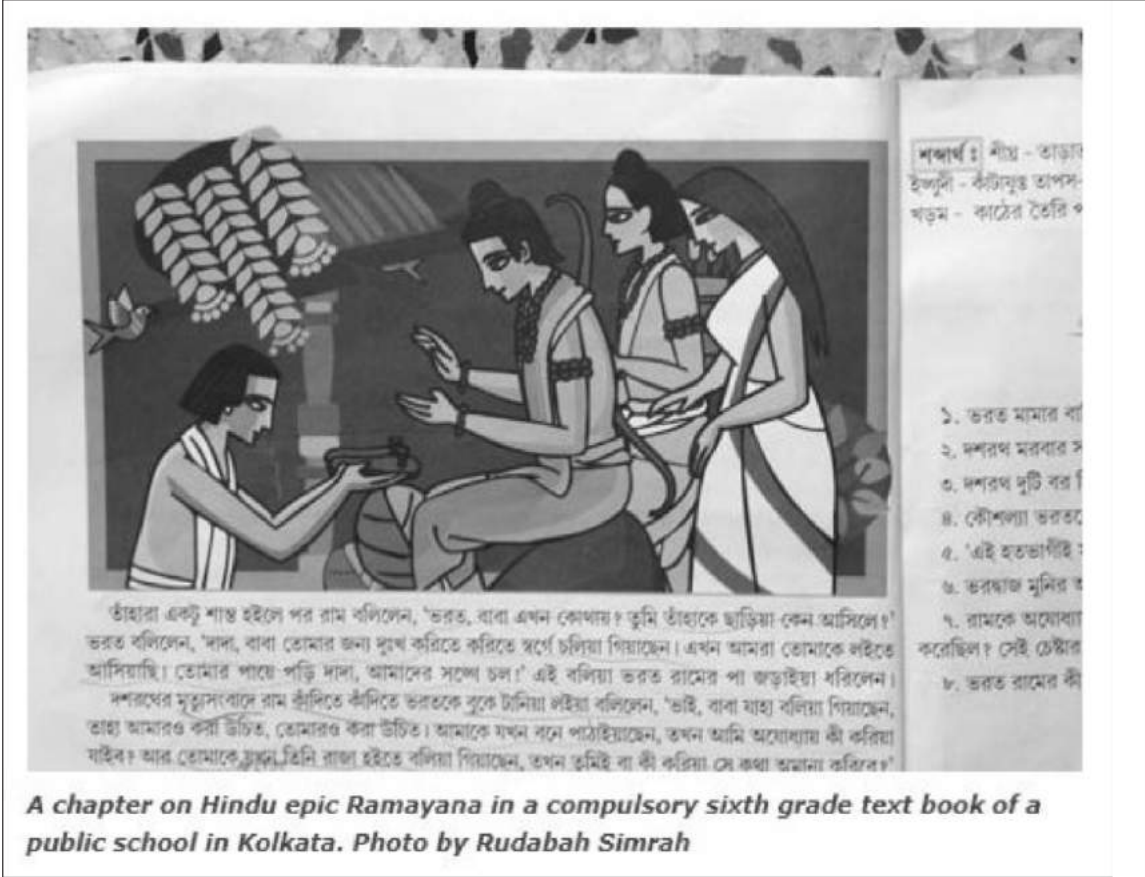 তাঁহারা একটু শান্ত হইলে পর রাম বলিলেন, ‘ভরত, বাবা এখন কোথায়? তুমি তাঁহাকে ছাড়িয়া কেন আসিলে?’
ভরত বলিলেন, ‘দাদা, বাবা তোমার জন্য দুঃখ করিতে করিতে স্বর্গে চলিয়া গিয়াছেন। এখন আমরা তোমাকে লইতে
আসিয়াছি। তোমার পায়ে পড়ি দাদা, আমাদের সঙ্গে চল।’ এই বলিয়া ভরত রামের পা জড়াইয়া ধরিলেন।
দশরথের মৃত্যুসংবাদে রাম কাঁদিতে কাঁদিতে ভরতকে বুকে টানিয়া লইয়া বলিলেন, ‘ভাই, বাবা যাহা বলিয়া গিয়াছেন,
তাহা আমারও করা উচিত, তোমারও করা উচিত। আমাকে যখন বনে পাঠাইয়াছেন, তখন আমি অযোধ্যায় কী করিয়া
যাইব? আর তোমাকে যখন তিনি রাজা হইতে বলিয়া গিয়াছেন, তখন তুমিই বা কী করিয়া সে কথা অমান্য করিবে?’
শব্দার্থ : শীঘ্র -
ইঙ্গুদী - কাঁটাযুক্ত তাপস-
খড়ম - কাঠের তৈরি
১. ভরত মামার
২. দশরথ মরবার
৩. দশরথ দুটি বর
৪. কৌশল্যা
৫. ‘এই হতভাগীই
৬. ভরদ্বাজ মুনির
৭. রামকে
করেছিল? সেই চেষ্টার
৮. ভরত রামের কী
A chapter on Hindu epic Ramayana in a compulsory sixth grade text book of a
public school in Kolkata. Photo by Rudabah Simrah